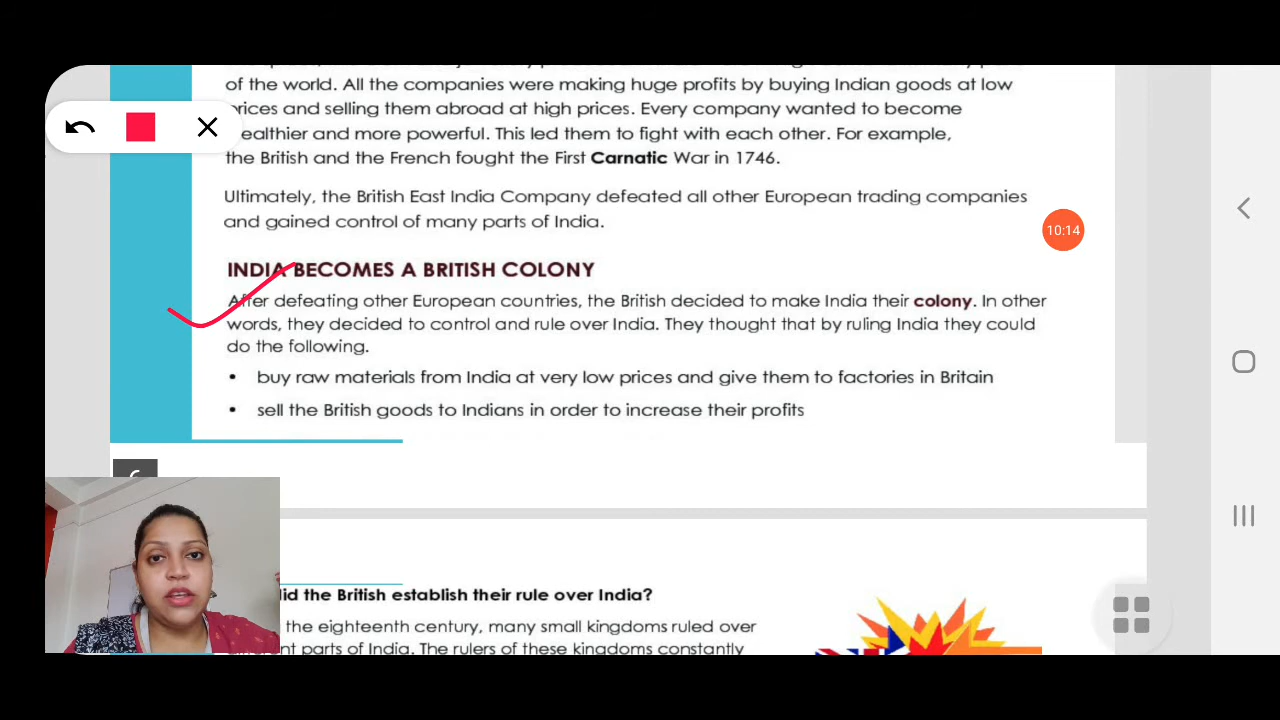 of the world. All the companies were making huge profits by buying Indian goods at low
prices and selling them abroad at high prices. Every company wanted to become
wealthier and more powerful. This led them to fight with each other. For example,
the British and the French fought the First Carnatic War in 1746.
Ultimately, the British East India Company defeated all other European trading companies
and gained control of many parts of India.
10:14
INDIA BECOMES A BRITISH COLONY
After defeating other European countries, the British decided to make India their colony. In other
words, they decided to control and rule over India. They thought that by ruling India they could
do the following.
• buy raw materials from India at very low prices and give them to factories in Britain
• sell the British goods to Indians in order to increase their profits
did the British establish their rule over India?
the eighteenth century, many small kingdoms ruled over
parts of India. The rulers of these kingdoms constantly